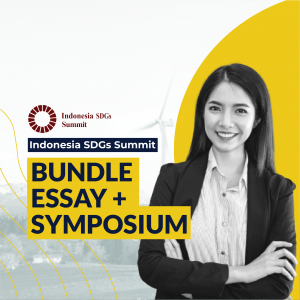 Indonesia SDGs
Summit
Indonesia SDGs Summit
BUNDLE
ESSAY +
SYMPOSIUM